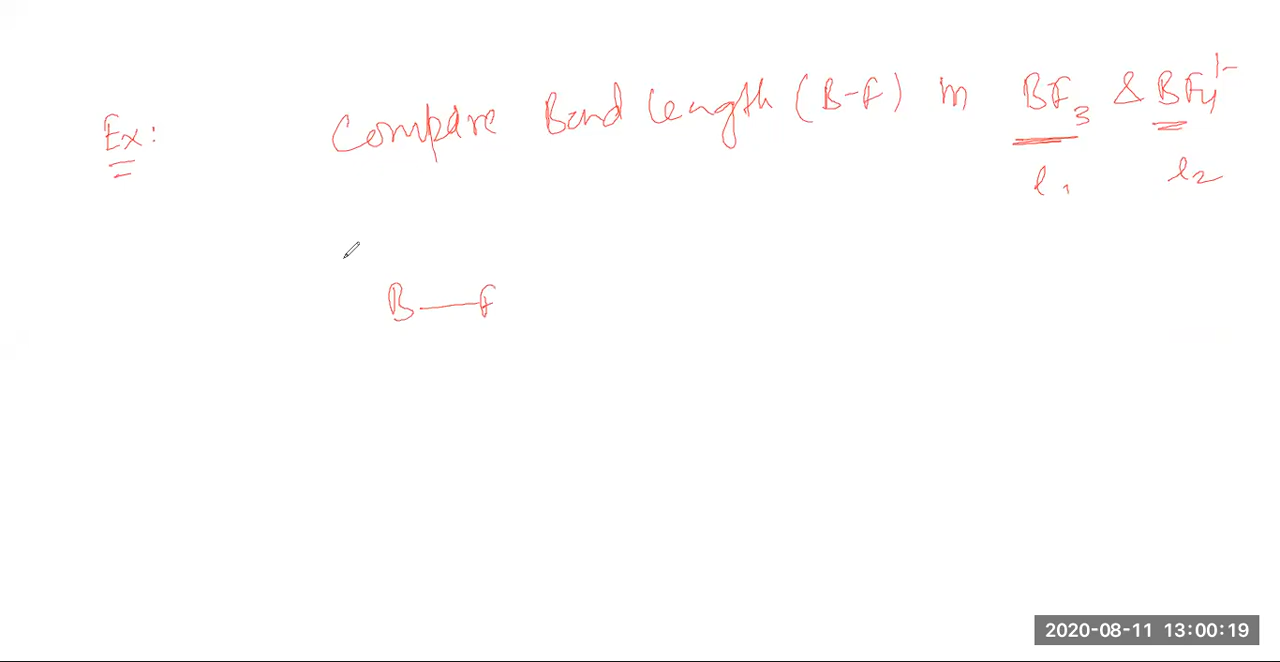 Ex: Compare Bond length (B-F) in BF3 & BF4 1-
l1 l2
B—F
2020-08-11 13:00:19